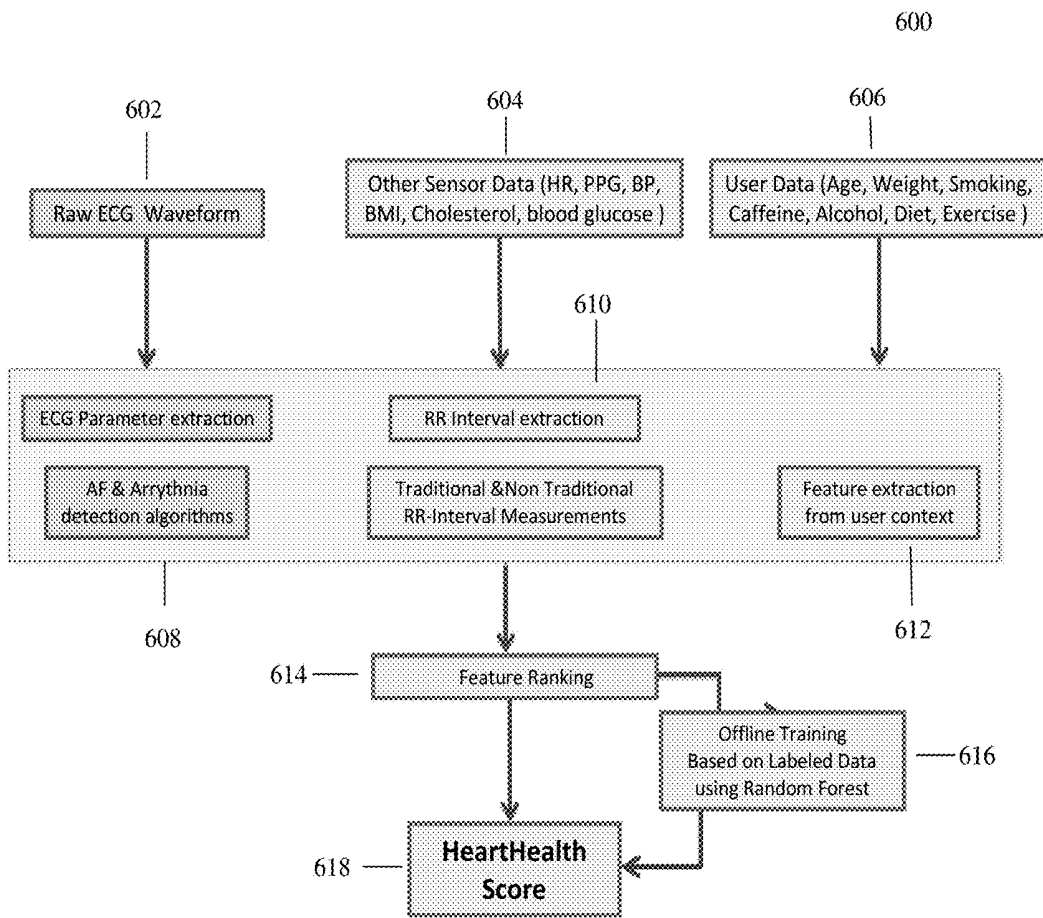 600
602
604
606
Raw ECG Waveform
Other Sensor Data (HR, PPG, BP,
BMI, Cholesterol, blood glucose )
User Data (Age, Weight, Smoking,
Caffeine, Alcohol, Diet, Exercise )
610
ECG Parameter extraction
RR Interval extraction
AF & Arrythnia
detection algorithms
Traditional &Non Traditional
RR-Interval Measurements
Feature extraction
from user context
608
612
614
Feature Ranking
Offline Training
Based on Labeled Data
using Random Forest
616
618
HeartHealth
Score